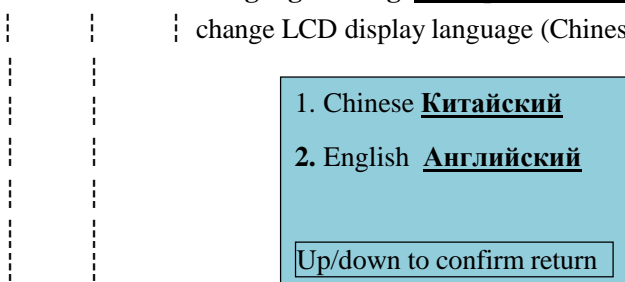 change LCD display language (Chines
1. Chinese Китайский
2. English Английский
Up/down to confirm return